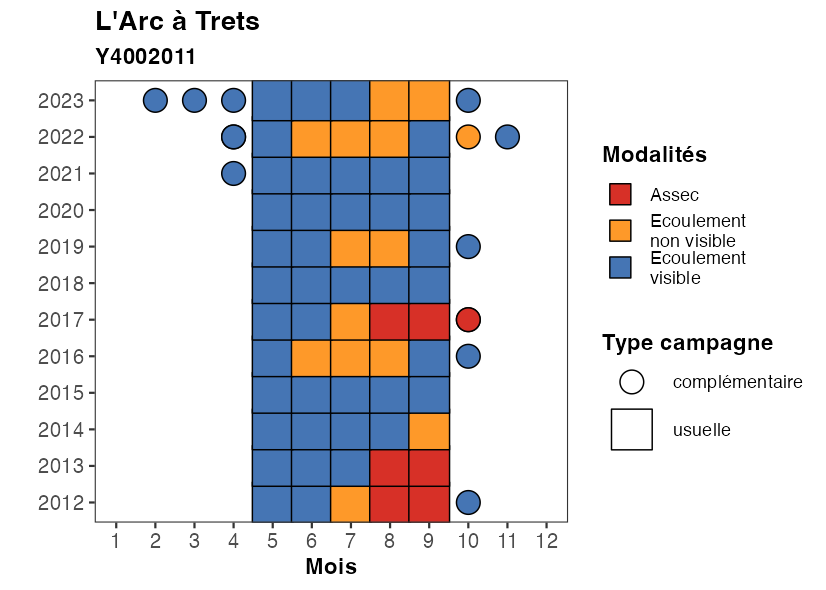 L'Arc à Trets
Y4002011
2023
2022
2021
2020
2019
2018
2017
2016
2015
2014
2013
2012
1 2 3 4 5 6 7 8 9 10 11 12
Mois
Modalités
Assec
Ecoulement
non visible
Ecoulement
visible
Type campagne
complémentaire
usuelle